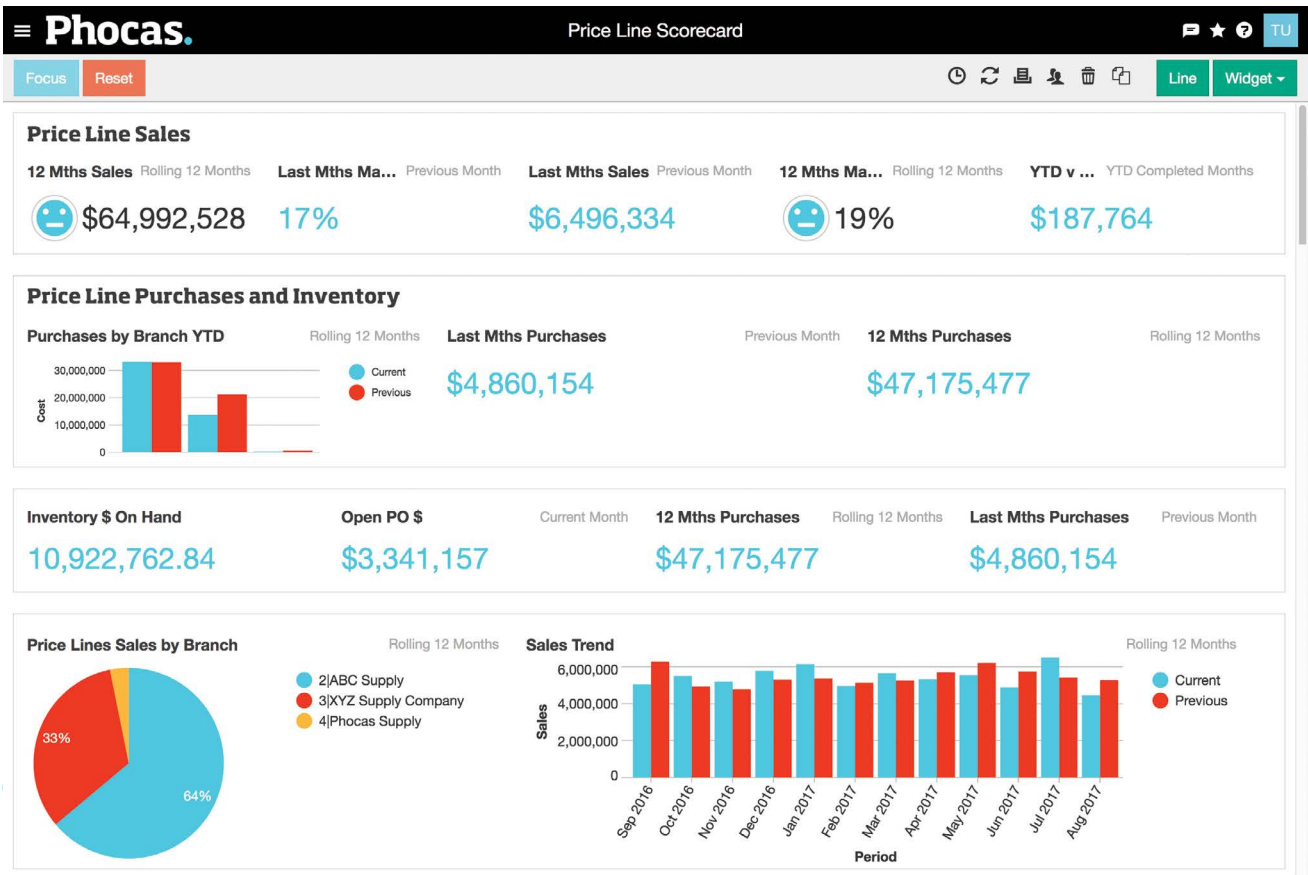 Phocas.
Price Line Scorecard
TU
Focus
Reset
Line
Widget
Price Line Sales
12 Mths Sales Rolling 12 Months
$64,992,528
Last Mths Ma... Previous Month
17%
Last Mths Sales Previous Month
$6,496,334
12 Mths Ma... Rolling 12 Months
19%
YTD v ... YTD Completed Months
$187,764
Price Line Purchases and Inventory
Purchases by Branch YTD Rolling 12 Months
Cost
30,000,000
20,000,000
10,000,000
0
Current
Previous
Last Mths Purchases Previous Month
$4,860,154
12 Mths Purchases Rolling 12 Months
$47,175,477
Inventory $ On Hand
10,922,762.84
Open PO $ Current Month
$3,341,157
12 Mths Purchases Rolling 12 Months
$47,175,477
Last Mths Purchases Previous Month
$4,860,154
Price Lines Sales by Branch Rolling 12 Months
33%
64%
2|ABC Supply
3|XYZ Supply Company
4|Phocas Supply
Sales Trend Rolling 12 Months
Sales
6,000,000
4,000,000
2,000,000
0
Sep 2016
Oct 2016
Nov 2016
Dec 2016
Jan 2017
Feb 2017
Mar 2017
Apr 2017
May 2017
Jun 2017
Jul 2017
Aug 2017
Period
Current
Previous